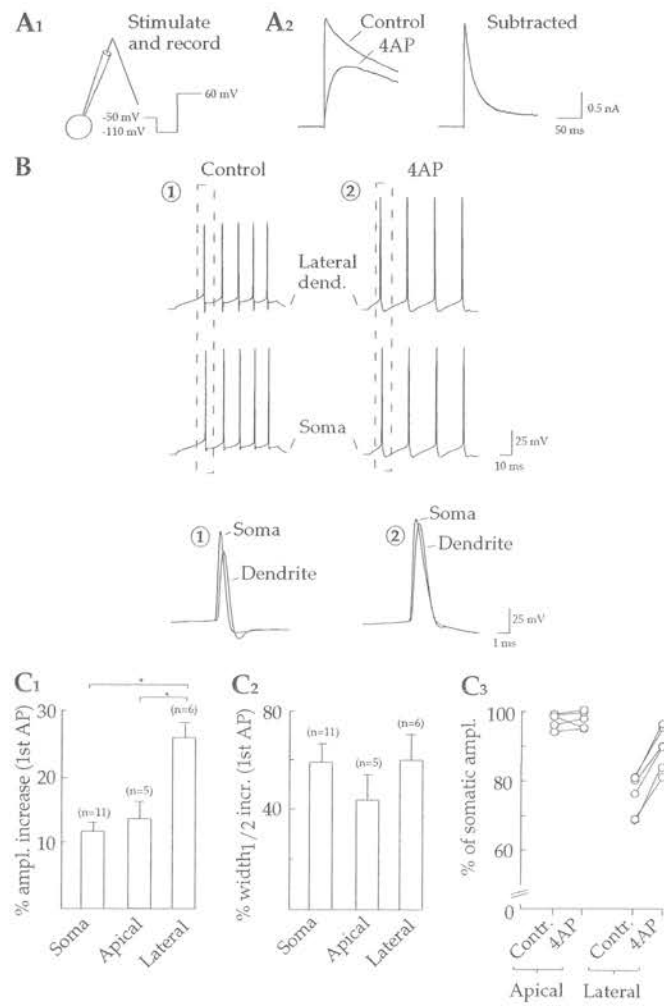 A1 Stimulate and record
60 mV
-50 mV
-110 mV
A2 Control
4AP
Subtracted
0.5 nA
50 ms
B
Control
4AP
1
2
Lateral
dend.
Soma
25 mV
10 ms
1 Soma
Dendrite
2 Soma
Dendrite
25 mV
1 ms
C1
% ampl. increase (1st AP)
30
20
10
* 
*
(n=11)
(n=5)
(n=6)
Soma
Apical
Lateral
C2
% width1/2 incr. (1st AP)
80
40
(n=11)
(n=5)
(n=6)
Soma
Apical
Lateral
C3
% of somatic ampl.
100
80
60
0
Contr.
4AP
Contr.
4AP
Apical
Lateral